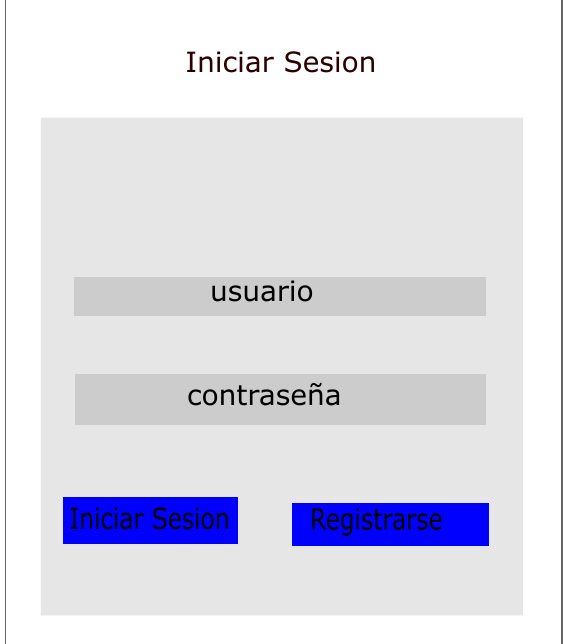 Iniciar Sesion
usuario
contraseña
Iniciar Sesion
Registrarse